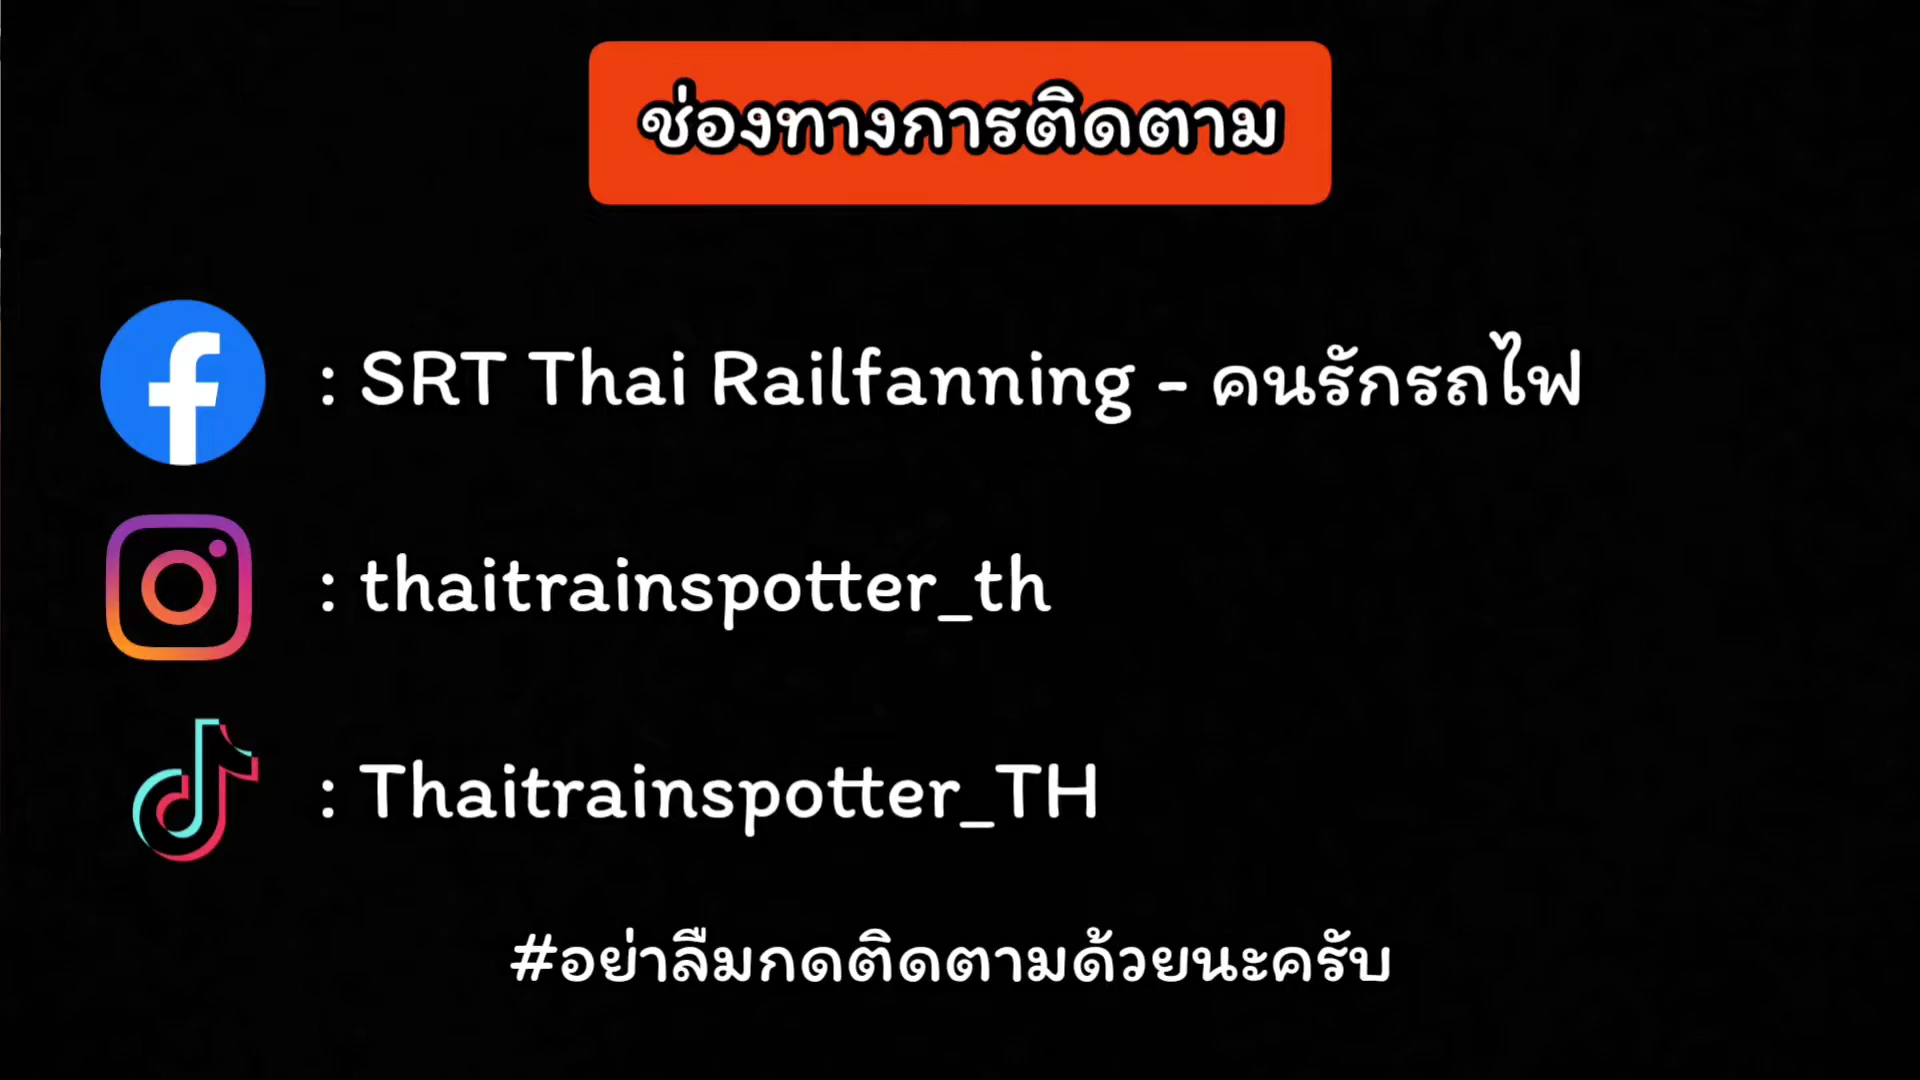 ช่องทางการติดตาม
: SRT Thai Railfanning - คนรักรถไฟ
: thaitrainspotter_th
: Thaitrainspotter_TH
#อย่าลืมกดติดตามด้วยนะครับ